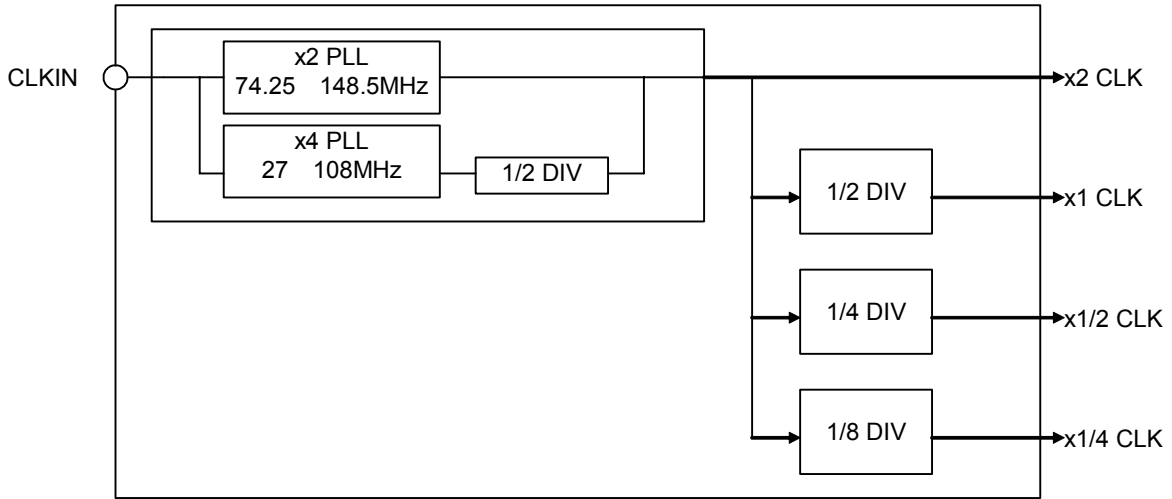 x2 PLL
CLKIN
74.25 148.5MHz
x2 CLK
x4 PLL
27 108MHz
1/2 DIV
1/2 DIV
x1 CLK
1/4 DIV
x1/2 CLK
1/8 DIV
x1/4 CLK